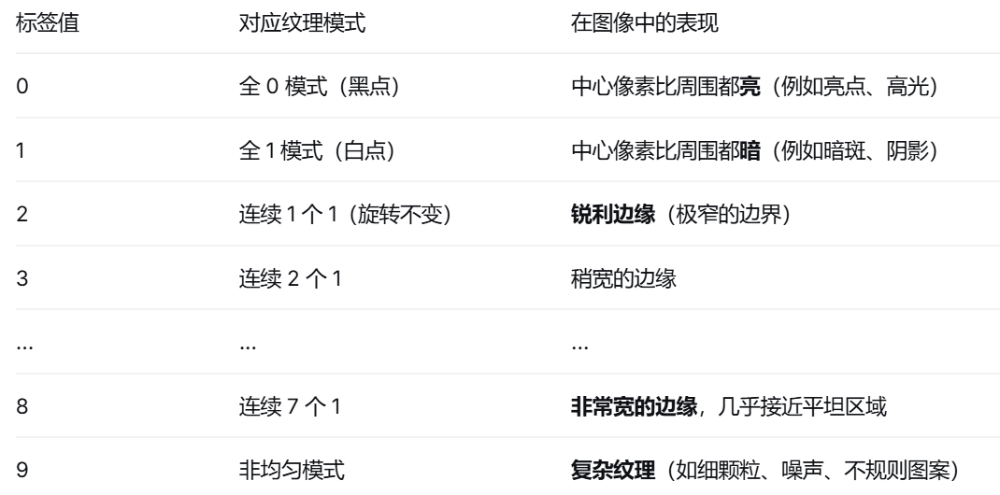 标签值 对应纹理模式 在图像中的表现
0 全 0 模式（黑点） 中心像素比周围都亮（例如亮点、高光）
1 全 1 模式（白点） 中心像素比周围都暗（例如暗斑、阴影）
2 连续 1 个 1（旋转不变） 锐利边缘（极窄的边界）
3 连续 2 个 1 稍宽的边缘
... ... ...
8 连续 7 个 1 非常宽的边缘，几乎接近平坦区域
9 非均匀模式 复杂纹理（如细颗粒、噪声、不规则图案）